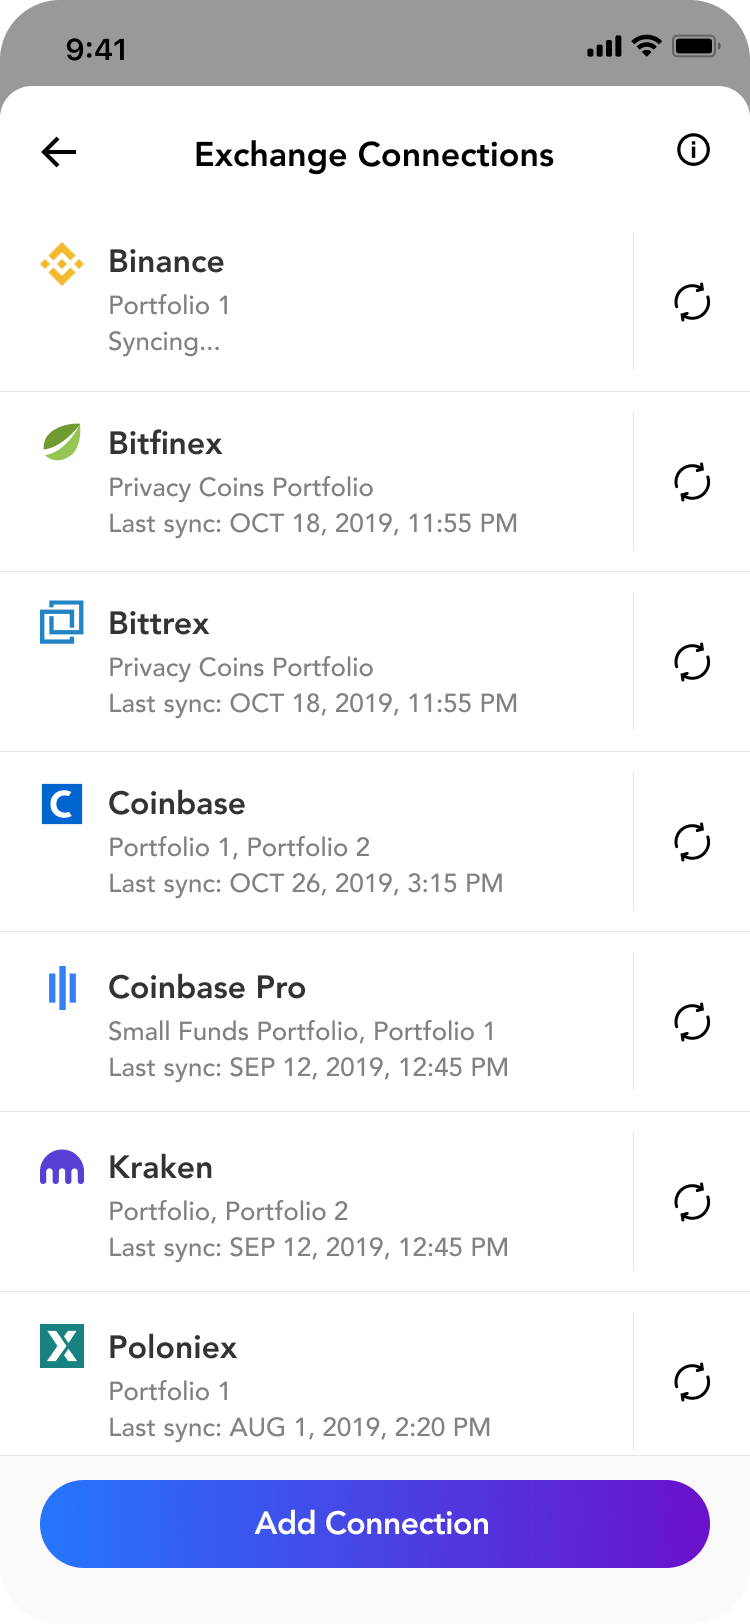 9:41
Exchange Connections
Binance
Portfolio 1
Syncing...
Bitfinex
Privacy Coins Portfolio
Last sync: OCT 18, 2019, 11:55 PM
Bittrex
Privacy Coins Portfolio
Last sync: OCT 18, 2019, 11:55 PM
Coinbase
Portfolio 1, Portfolio 2
Last sync: OCT 26, 2019, 3:15 PM
Coinbase Pro
Small Funds Portfolio, Portfolio 1
Last sync: SEP 12, 2019, 12:45 PM
Kraken
Portfolio, Portfolio 2
Last sync: SEP 12, 2019, 12:45 PM
Poloniex
Portfolio 1
Last sync: AUG 1, 2019, 2:20 PM
Add Connection